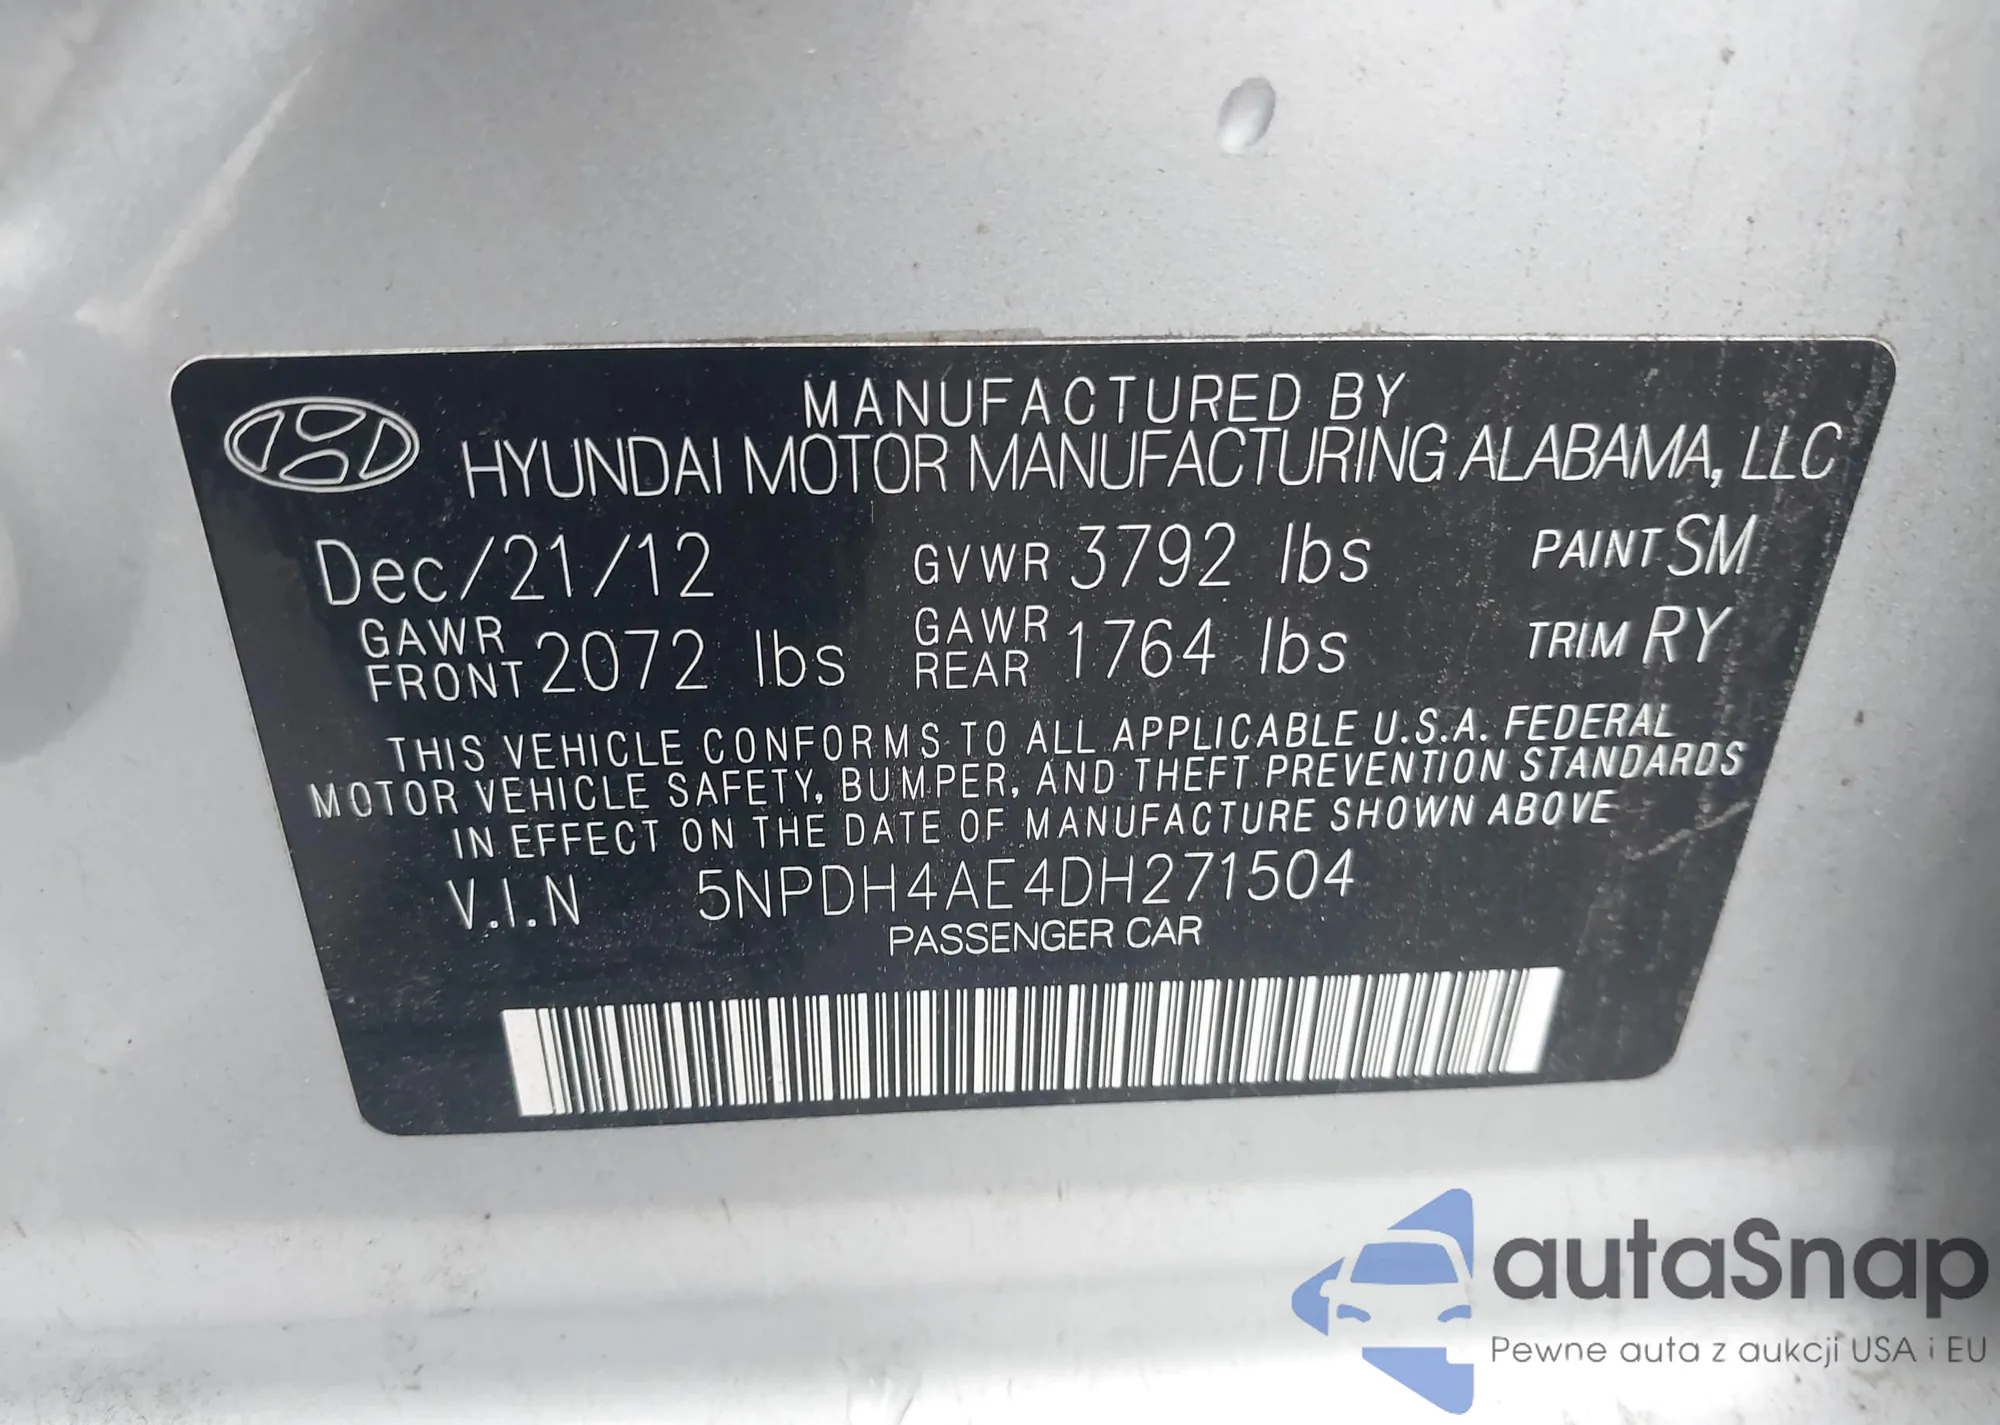 MANUFACTURED BY
HYUNDAI MOTOR MANUFACTURING ALABAMA, LLC
Dec/21/12 GVWR 3792 lbs PAINT SM
GAWR FRONT 2072 lbs GAWR REAR 1764 lbs TRIM RY
THIS VEHICLE CONFORMS TO ALL APPLICABLE U.S.A. FEDERAL
MOTOR VEHICLE SAFETY, BUMPER, AND THEFT PREVENTION STANDARDS
IN EFFECT ON THE DATE OF MANUFACTURE SHOWN ABOVE
V.I.N 5NPDH4AE4DH271504
PASSENGER CAR
autaSnap
Pewne auta z aukcji USA i EU